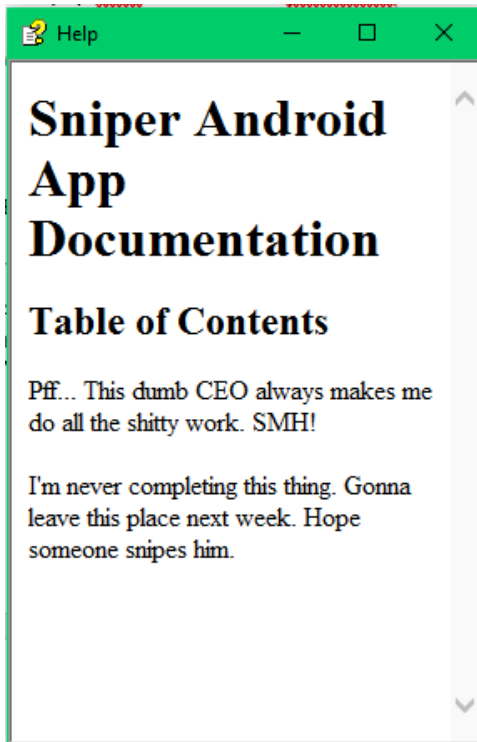 Help
Sniper Android
App
Documentation
Table of Contents
Pff... This dumb CEO always makes me
do all the shitty work. SMH!
I'm never completing this thing. Gonna
leave this place next week. Hope
someone snipes him.